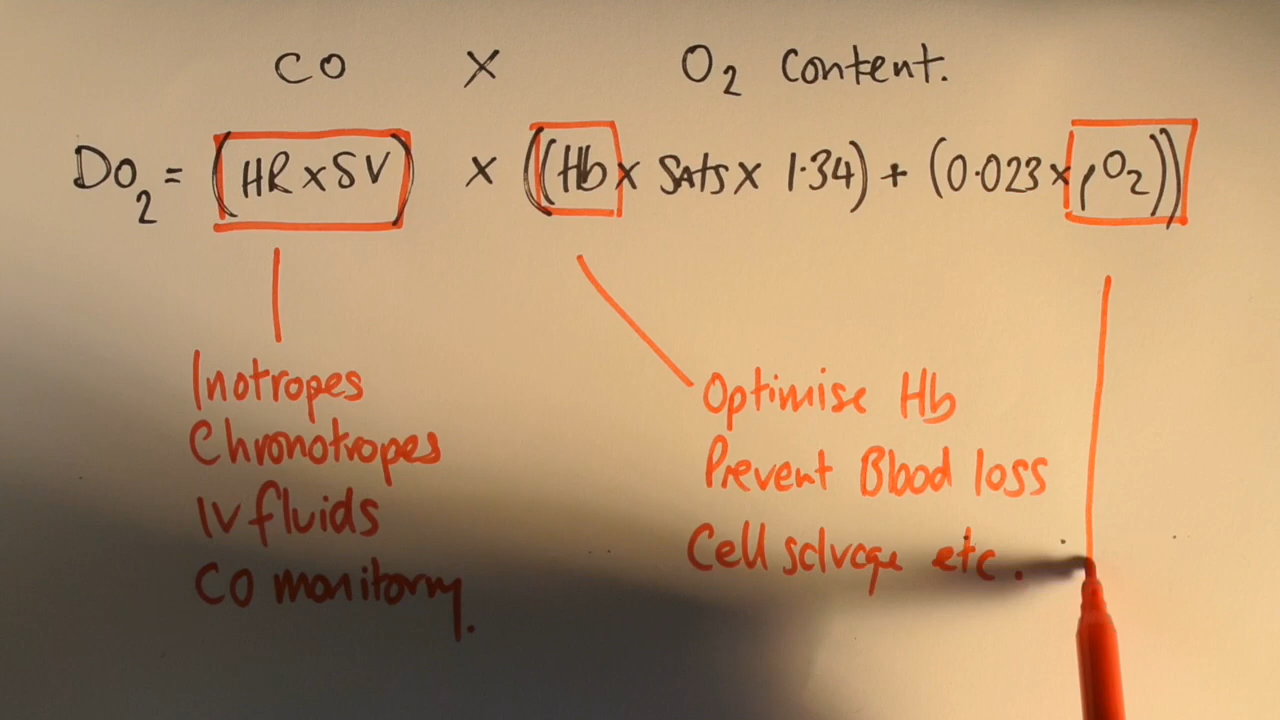 CO × O₂ content.
DO₂ = (HR × SV) × ((Hb × Sats × 1·34) + (0·023 × pO₂))
Inotropes
Chronotropes
IV fluids
CO monitoring.
Optimise Hb
Prevent Blood loss
Cell salvage etc.